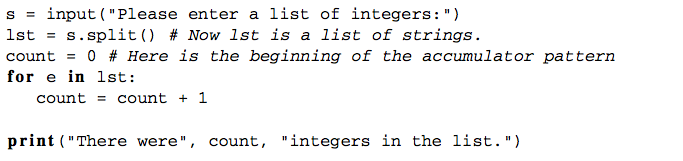 s = input("Please enter a list of integers:")
lst = s.split() # Now lst is a list of strings.
count = 0 # Here is the beginning of the accumulator pattern
for e in lst:
    count = count + 1

print("There were", count, "integers in the list.")